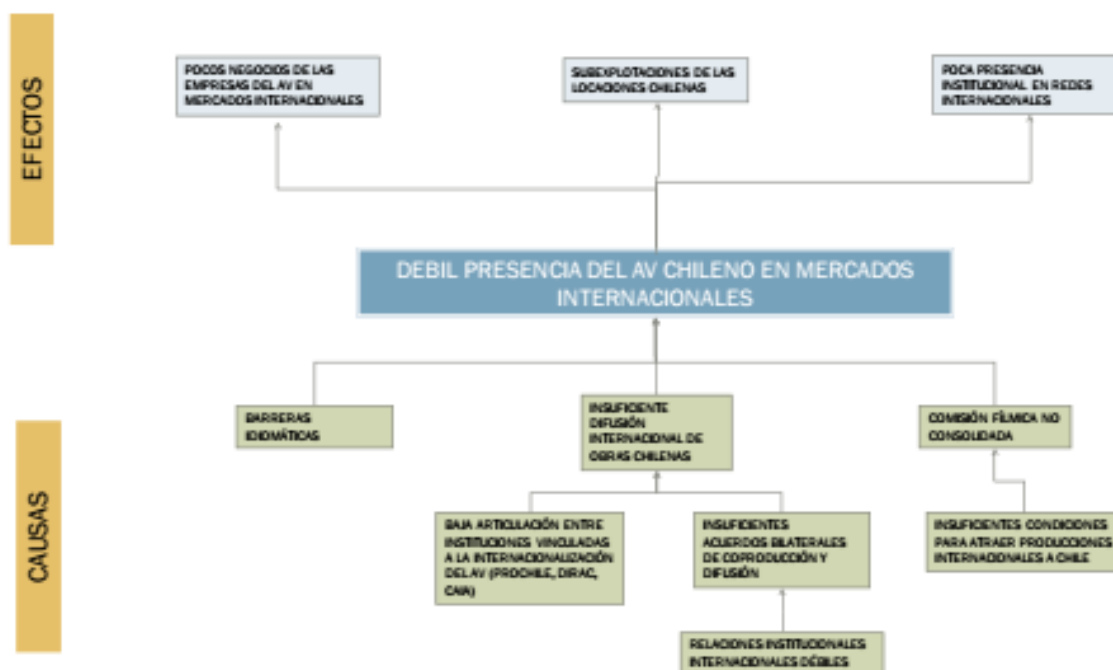 EFECTOS
POCOS NEGOCIOS DE LAS
EMPRESAS DEL AV EN
MERCADOS INTERNACIONALES
SUBEXPLOTACIONES DE LAS
LOCACIONES CHILENAS
POCA PRESENCIA
INSTITUCIONAL EN REDES
INTERNACIONALES
DEBIL PRESENCIA DEL AV CHILENO EN MERCADOS
INTERNACIONALES
CAUSAS
BARRERAS
IDIOMÁTICAS
INSUFICIENTE
DIFUSIÓN
INTERNACIONAL DE
OBRAS CHILENAS
COMISIÓN FÍLMICA NO
CONSOLIDADA
BAJA ARTICULACIÓN ENTRE
INSTITUCIONES VINCULADAS
A LA INTERNACIONALIZACIÓN
DEL AV (PROCHILE, DIRAC,
CAIA)
INSUFICIENTES
ACUERDOS BILATERALES
DE COPRODUCCIÓN Y
DIFUSIÓN
INSUFICIENTES CONDICIONES
PARA ATRAER PRODUCCIONES
INTERNACIONALES A CHILE
RELACIONES INSTITUCIONALES
INTERNACIONALES DÉBILES